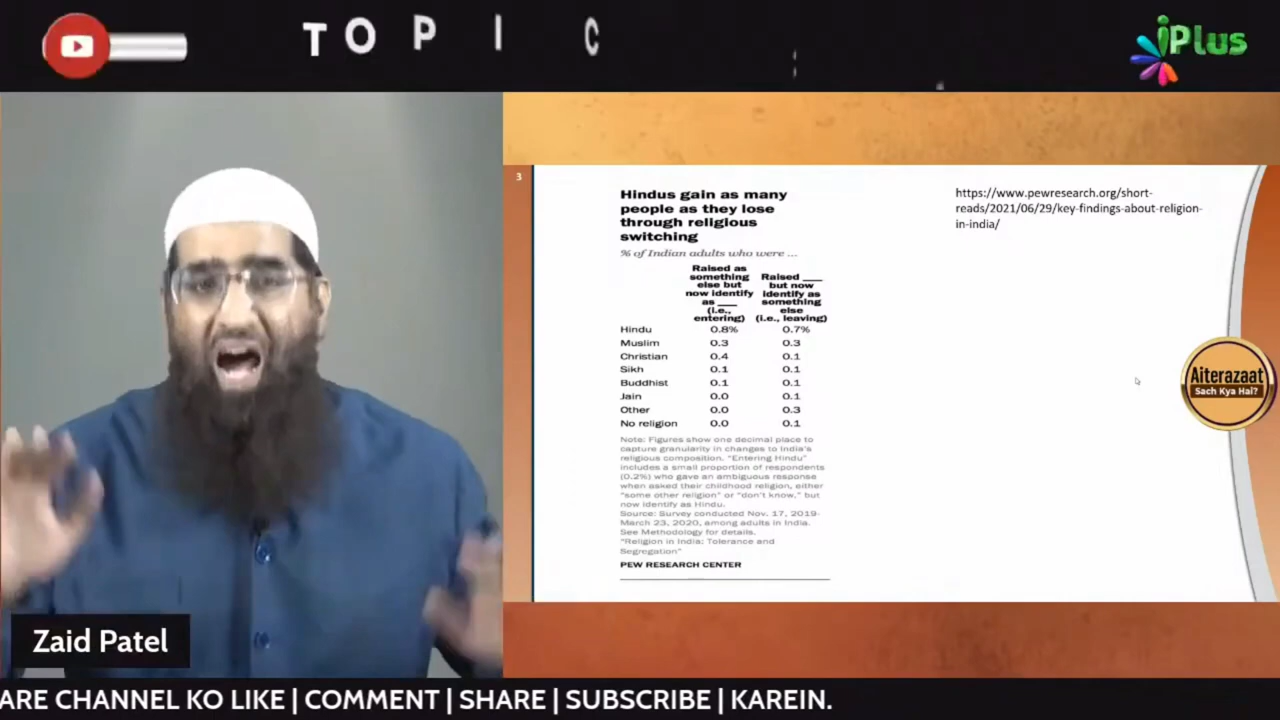 TOPIC
iPlus
3
Hindus gain as many
people as they lose
through religious
switching
% of Indian adults who were ...
Raised as
something
else but
now identify
as ___
(i.e.,
entering)
Raised ___
but now
identify as
something
else
(i.e., leaving)
Hindu 0.8% 0.7%
Muslim 0.3 0.3
Christian 0.4 0.1
Sikh 0.1 0.1
Buddhist 0.1 0.1
Jain 0.0 0.1
Other 0.0 0.3
No religion 0.0 0.1
Note: Figures show one decimal place to
capture granularity in changes to India's
religious composition. "Entering Hindu"
includes a small proportion of respondents
(0.2%) who gave an ambiguous response
when asked their childhood religion, either
"some other religion" or "don't know," but
now identify as Hindu.
Source: Survey conducted Nov. 17, 2019-
March 23, 2020, among adults in India.
See Methodology for details.
"Religion in India: Tolerance and
Segregation"
PEW RESEARCH CENTER
https://www.pewresearch.org/short-
reads/2021/06/29/key-findings-about-religion-
in-india/
Aiterazaat
Sach Kya Hai?
Zaid Patel
ARE CHANNEL KO LIKE | COMMENT | SHARE | SUBSCRIBE | KAREIN.